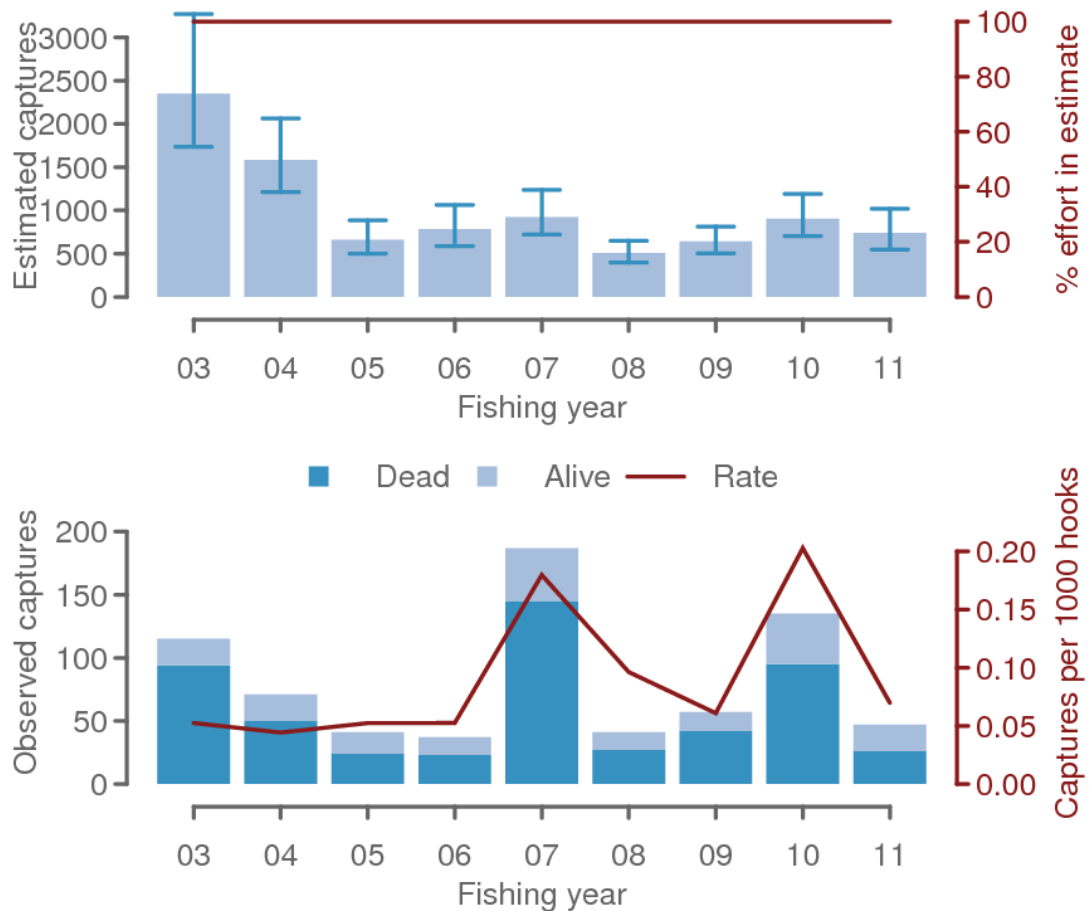 Estimated captures
3000
2500
2000
1500
1000
500
0
100
80
60
40
20
0
% effort in estimate
03 04 05 06 07 08 09 10 11
Fishing year
Dead Alive Rate
Observed captures
200
150
100
50
0
0.20
0.15
0.10
0.05
0.00
Captures per 1000 hooks
03 04 05 06 07 08 09 10 11
Fishing year